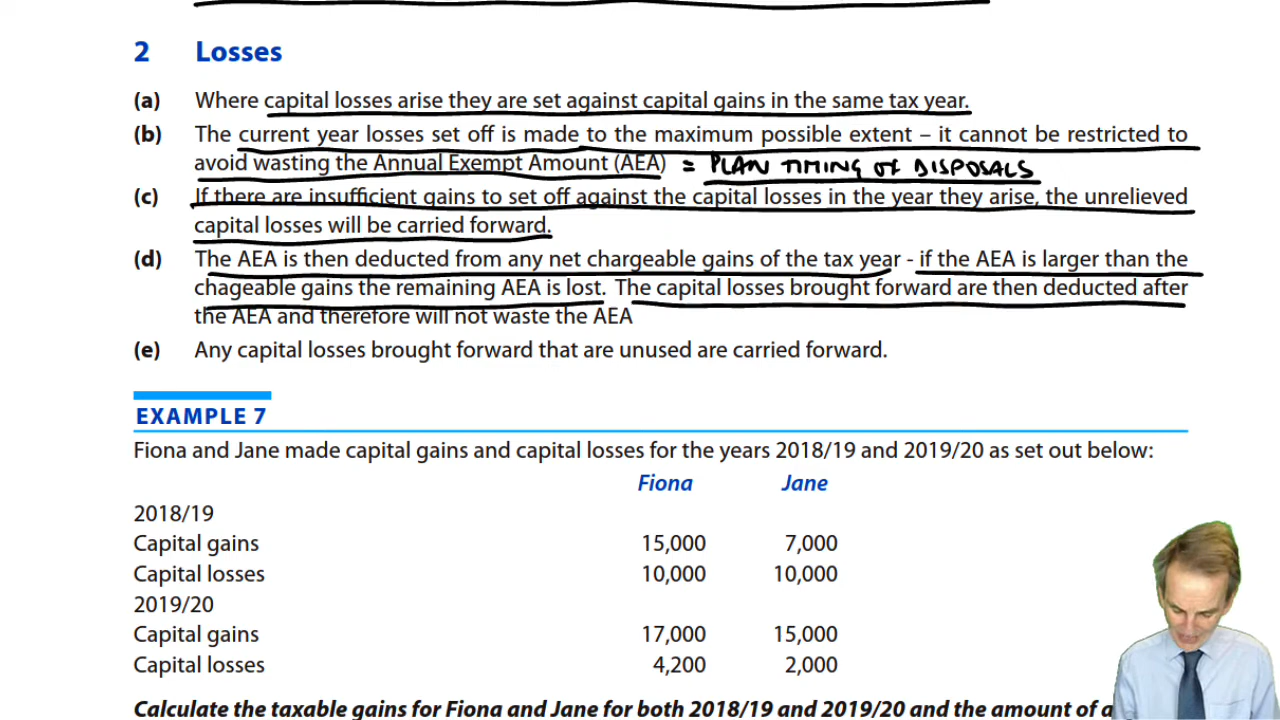 2 Losses
(a) Where capital losses arise they are set against capital gains in the same tax year.
(b) The current year losses set off is made to the maximum possible extent – it cannot be restricted to
avoid wasting the Annual Exempt Amount (AEA) = PLAN TIMING OF DISPOSALS
(c) If there are insufficient gains to set off against the capital losses in the year they arise, the unrelieved
capital losses will be carried forward.
(d) The AEA is then deducted from any net chargeable gains of the tax year - if the AEA is larger than the
chageable gains the remaining AEA is lost. The capital losses brought forward are then deducted after
the AEA and therefore will not waste the AEA
(e) Any capital losses brought forward that are unused are carried forward.
EXAMPLE 7
Fiona and Jane made capital gains and capital losses for the years 2018/19 and 2019/20 as set out below:
Fiona Jane
2018/19
Capital gains 15,000 7,000
Capital losses 10,000 10,000
2019/20
Capital gains 17,000 15,000
Capital losses 4,200 2,000
Calculate the taxable gains for Fiona and Jane for both 2018/19 and 2019/20 and the amount of a